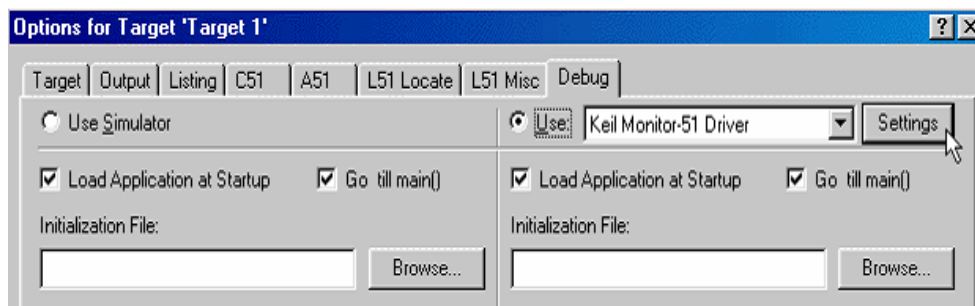 Options for Target 'Target 1'
Target Output Listing C51 A51 L51 Locate L51 Misc Debug
Use Simulator
Use: Keil Monitor-51 Driver Settings
Load Application at Startup Go till main()
Load Application at Startup Go till main()
Initialization File:
Initialization File:
Browse...
Browse...